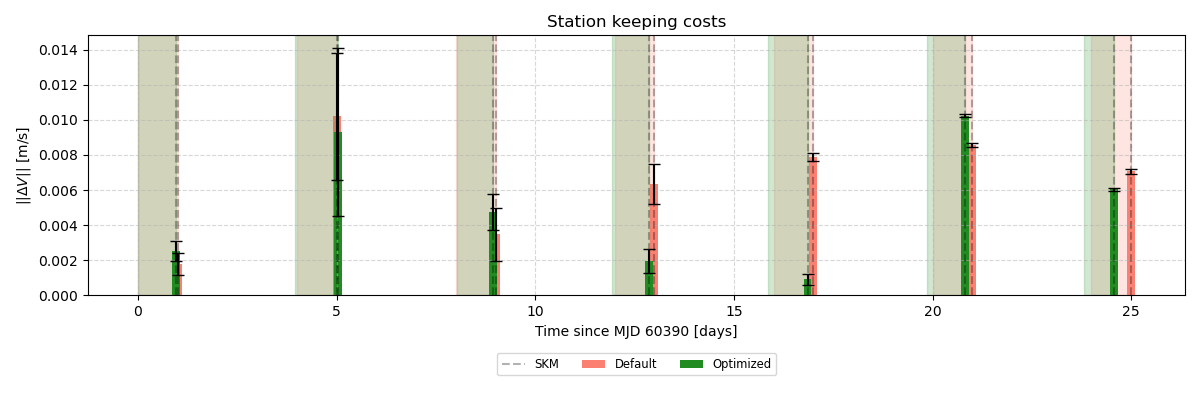 Station keeping costs
||ΔV|| [m/s]
0.014
0.012
0.010
0.008
0.006
0.004
0.002
0.000
0 5 10 15 20 25
Time since MJD 60390 [days]
SKM Default Optimized